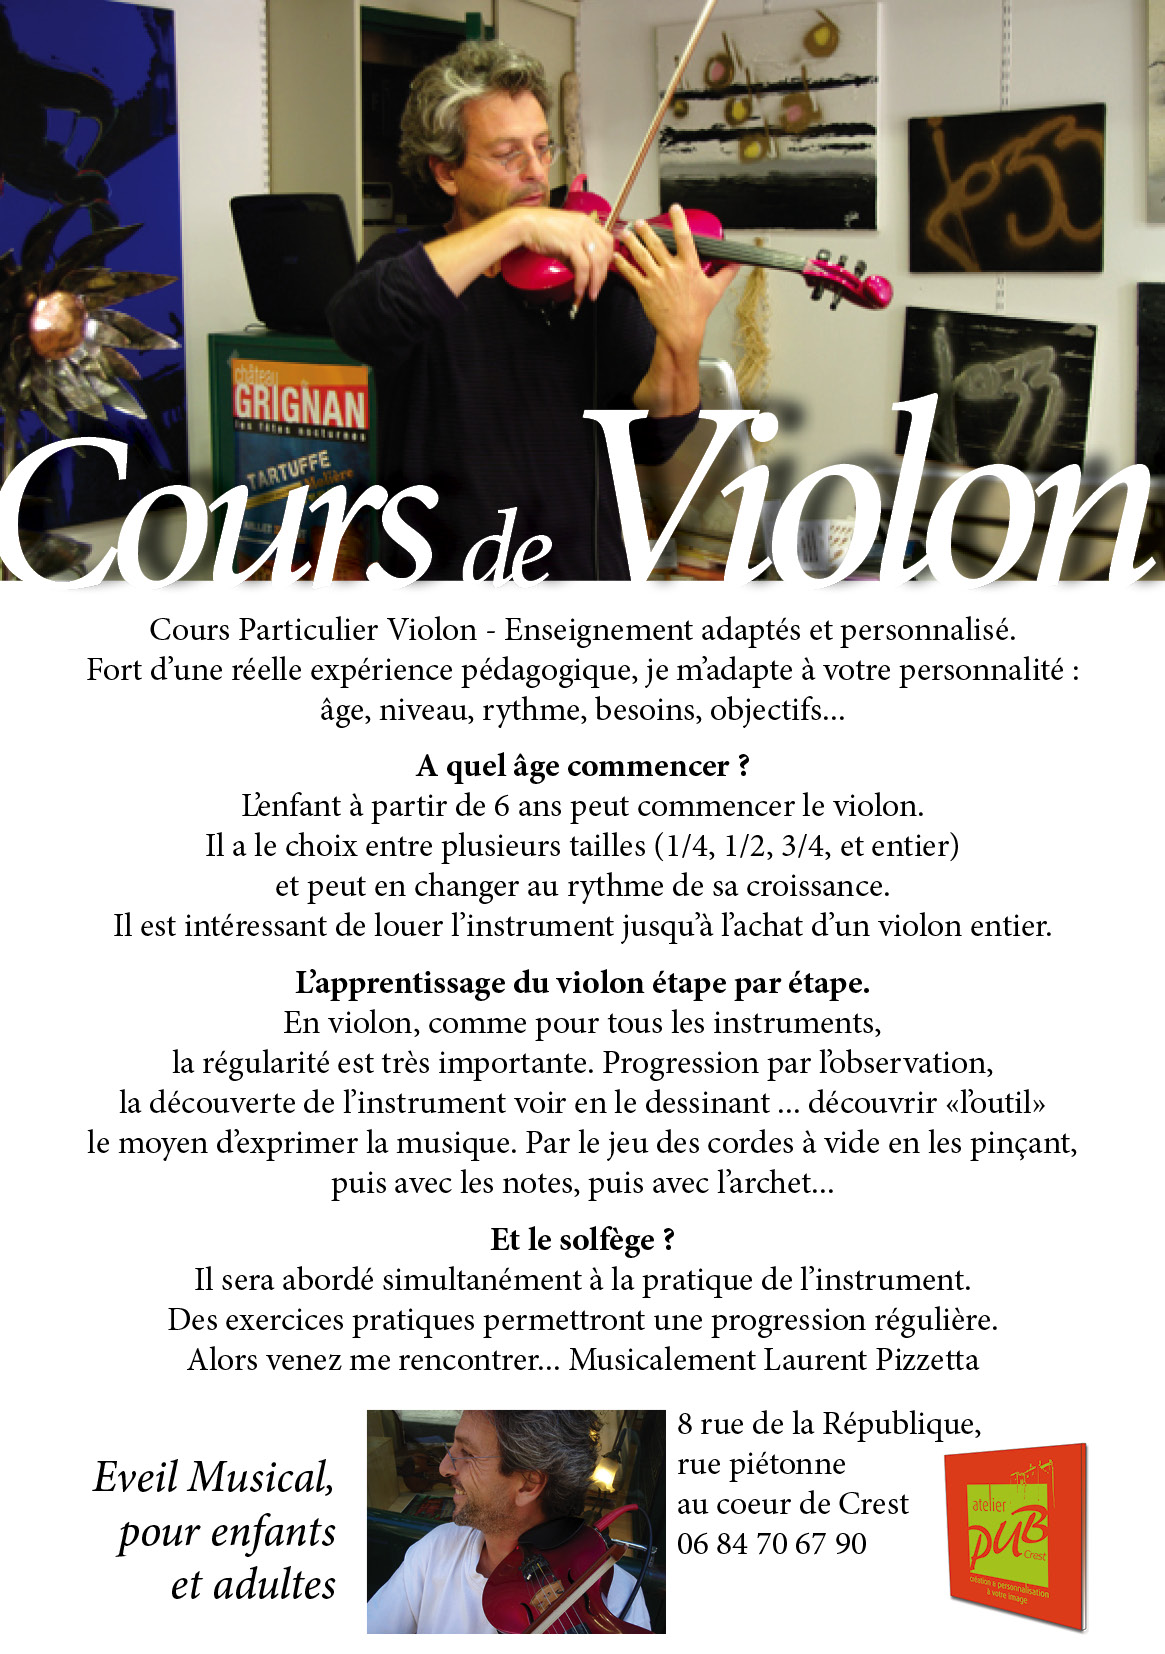 château
GRIGNAN
les fêtes nocturnes
TARTUFFE
Molière
Cours de Violon
Cours Particulier Violon - Enseignement adaptés et personnalisé.
Fort d’une réelle expérience pédagogique, je m’adapte à votre personnalité :
âge, niveau, rythme, besoins, objectifs...
A quel âge commencer ?
L’enfant à partir de 6 ans peut commencer le violon.
Il a le choix entre plusieurs tailles (1/4, 1/2, 3/4, et entier)
et peut en changer au rythme de sa croissance.
Il est intéressant de louer l’instrument jusqu’à l’achat d’un violon entier.
L’apprentissage du violon étape par étape.
En violon, comme pour tous les instruments,
la régularité est très importante. Progression par l’observation,
la découverte de l’instrument voir en le dessinant ... découvrir «l’outil»
le moyen d’exprimer la musique. Par le jeu des cordes à vide en les pinçant,
puis avec les notes, puis avec l’archet...
Et le solfège ?
Il sera abordé simultanément à la pratique de l’instrument.
Des exercices pratiques permettront une progression régulière.
Alors venez me rencontrer... Musicalement Laurent Pizzetta
Eveil Musical,
pour enfants
et adultes
8 rue de la République,
rue piétonne
au coeur de Crest
06 84 70 67 90
atelier
PUB
Crest
création & personnalisation
à votre image